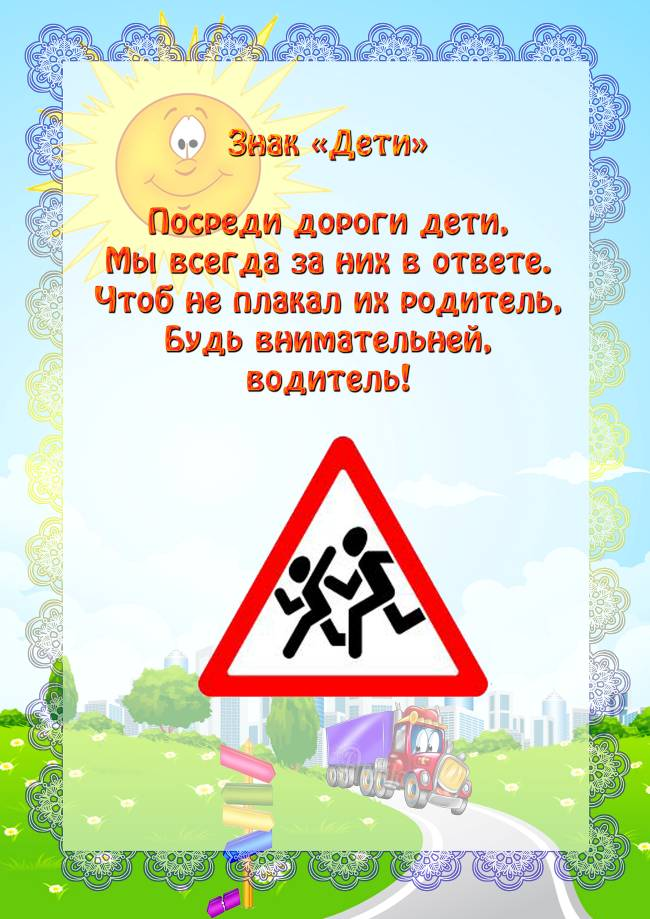 Знак «Дети»
Посреди дороги дети,
Мы всегда за них в ответе.
Чтоб не плакал их родитель,
Будь внимательней,
водитель!